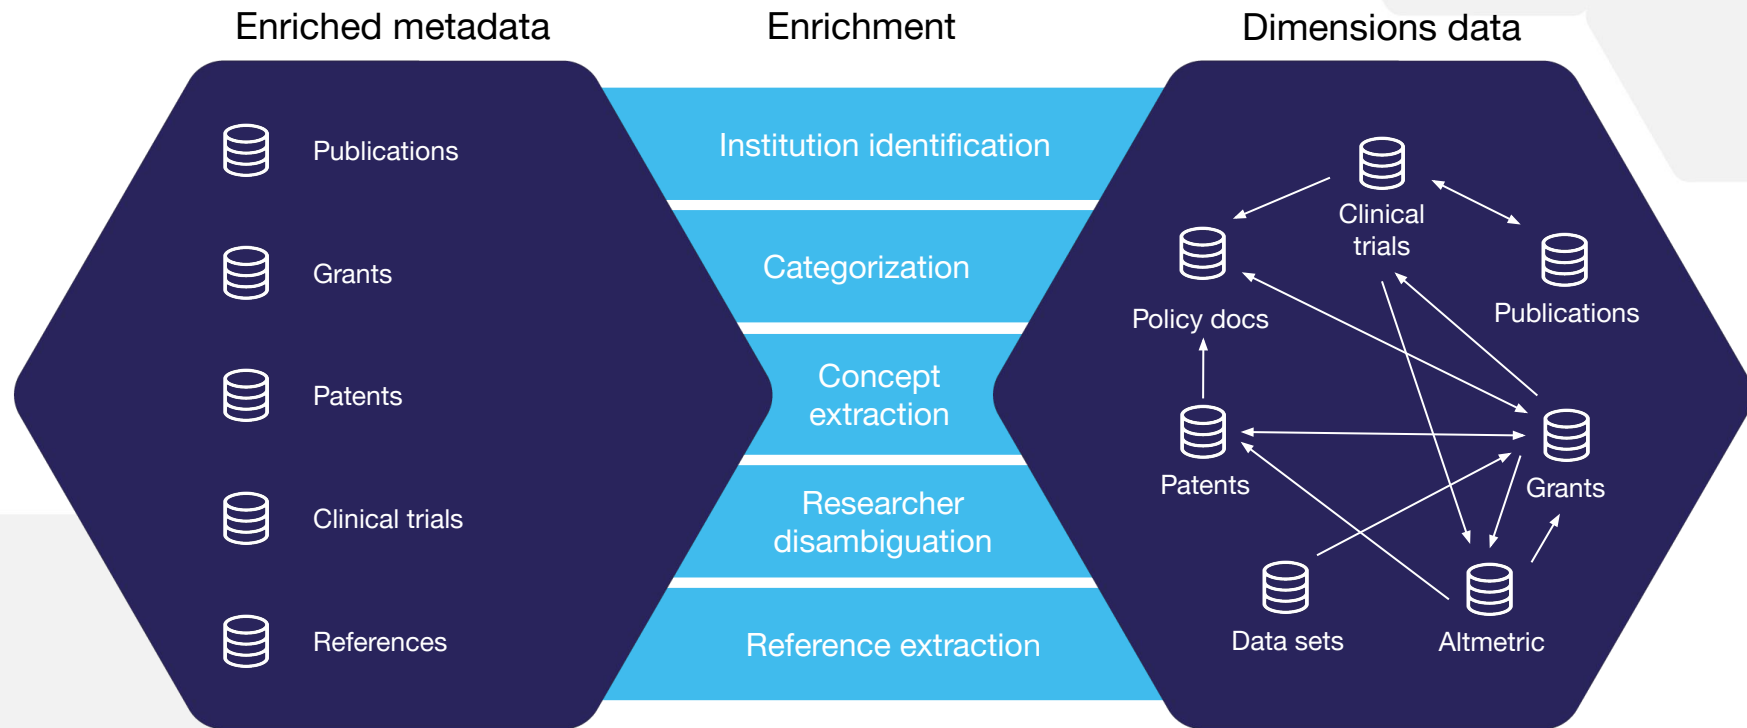 Enriched metadata
Enrichment
Dimensions data
Publications
Grants
Patents
Clinical trials
References
Institution identification
Categorization
Concept
extraction
Researcher
disambiguation
Reference extraction
Clinical
trials
Policy docs
Publications
Patents
Grants
Data sets
Altmetric